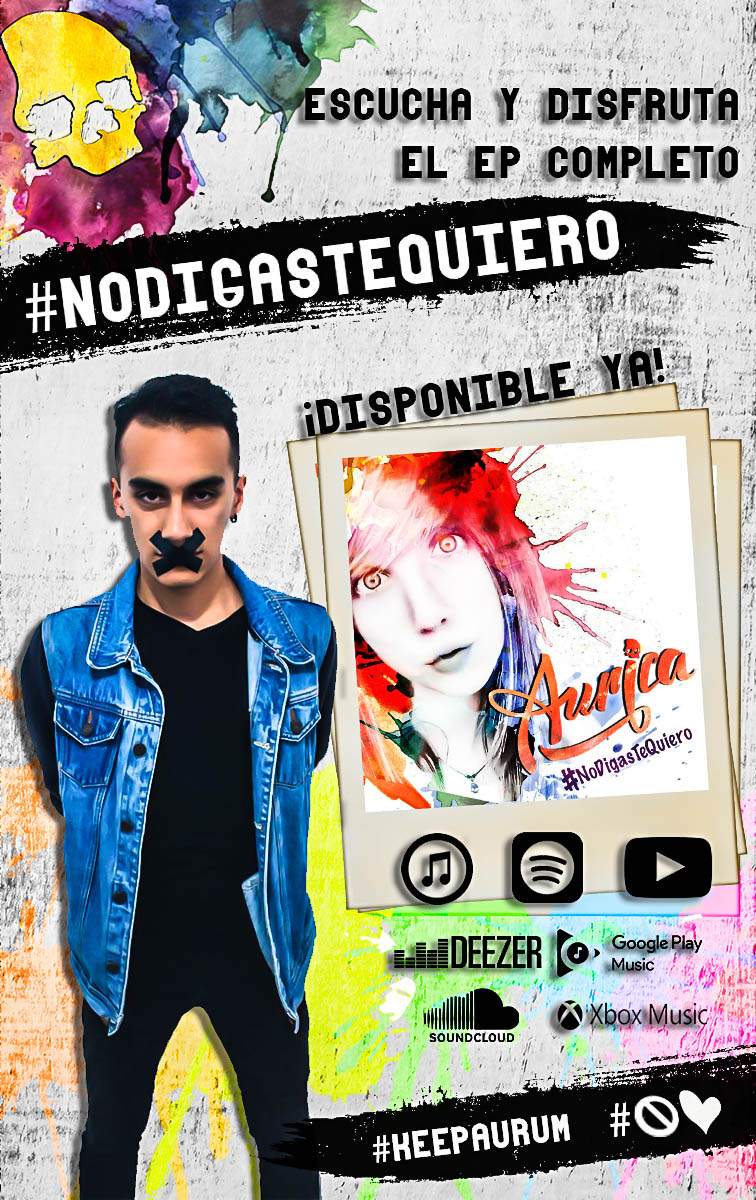 ESCUCHA Y DISFRUTA
EL EP COMPLETO
#NODIGASTEQUIERO
¡DISPONIBLE YA!
Aurica
#NoDigasTeQuiero
DEEZER
Google Play
Music
SOUNDCLOUD
Xbox Music
#KEEPAURUM #🚫♥